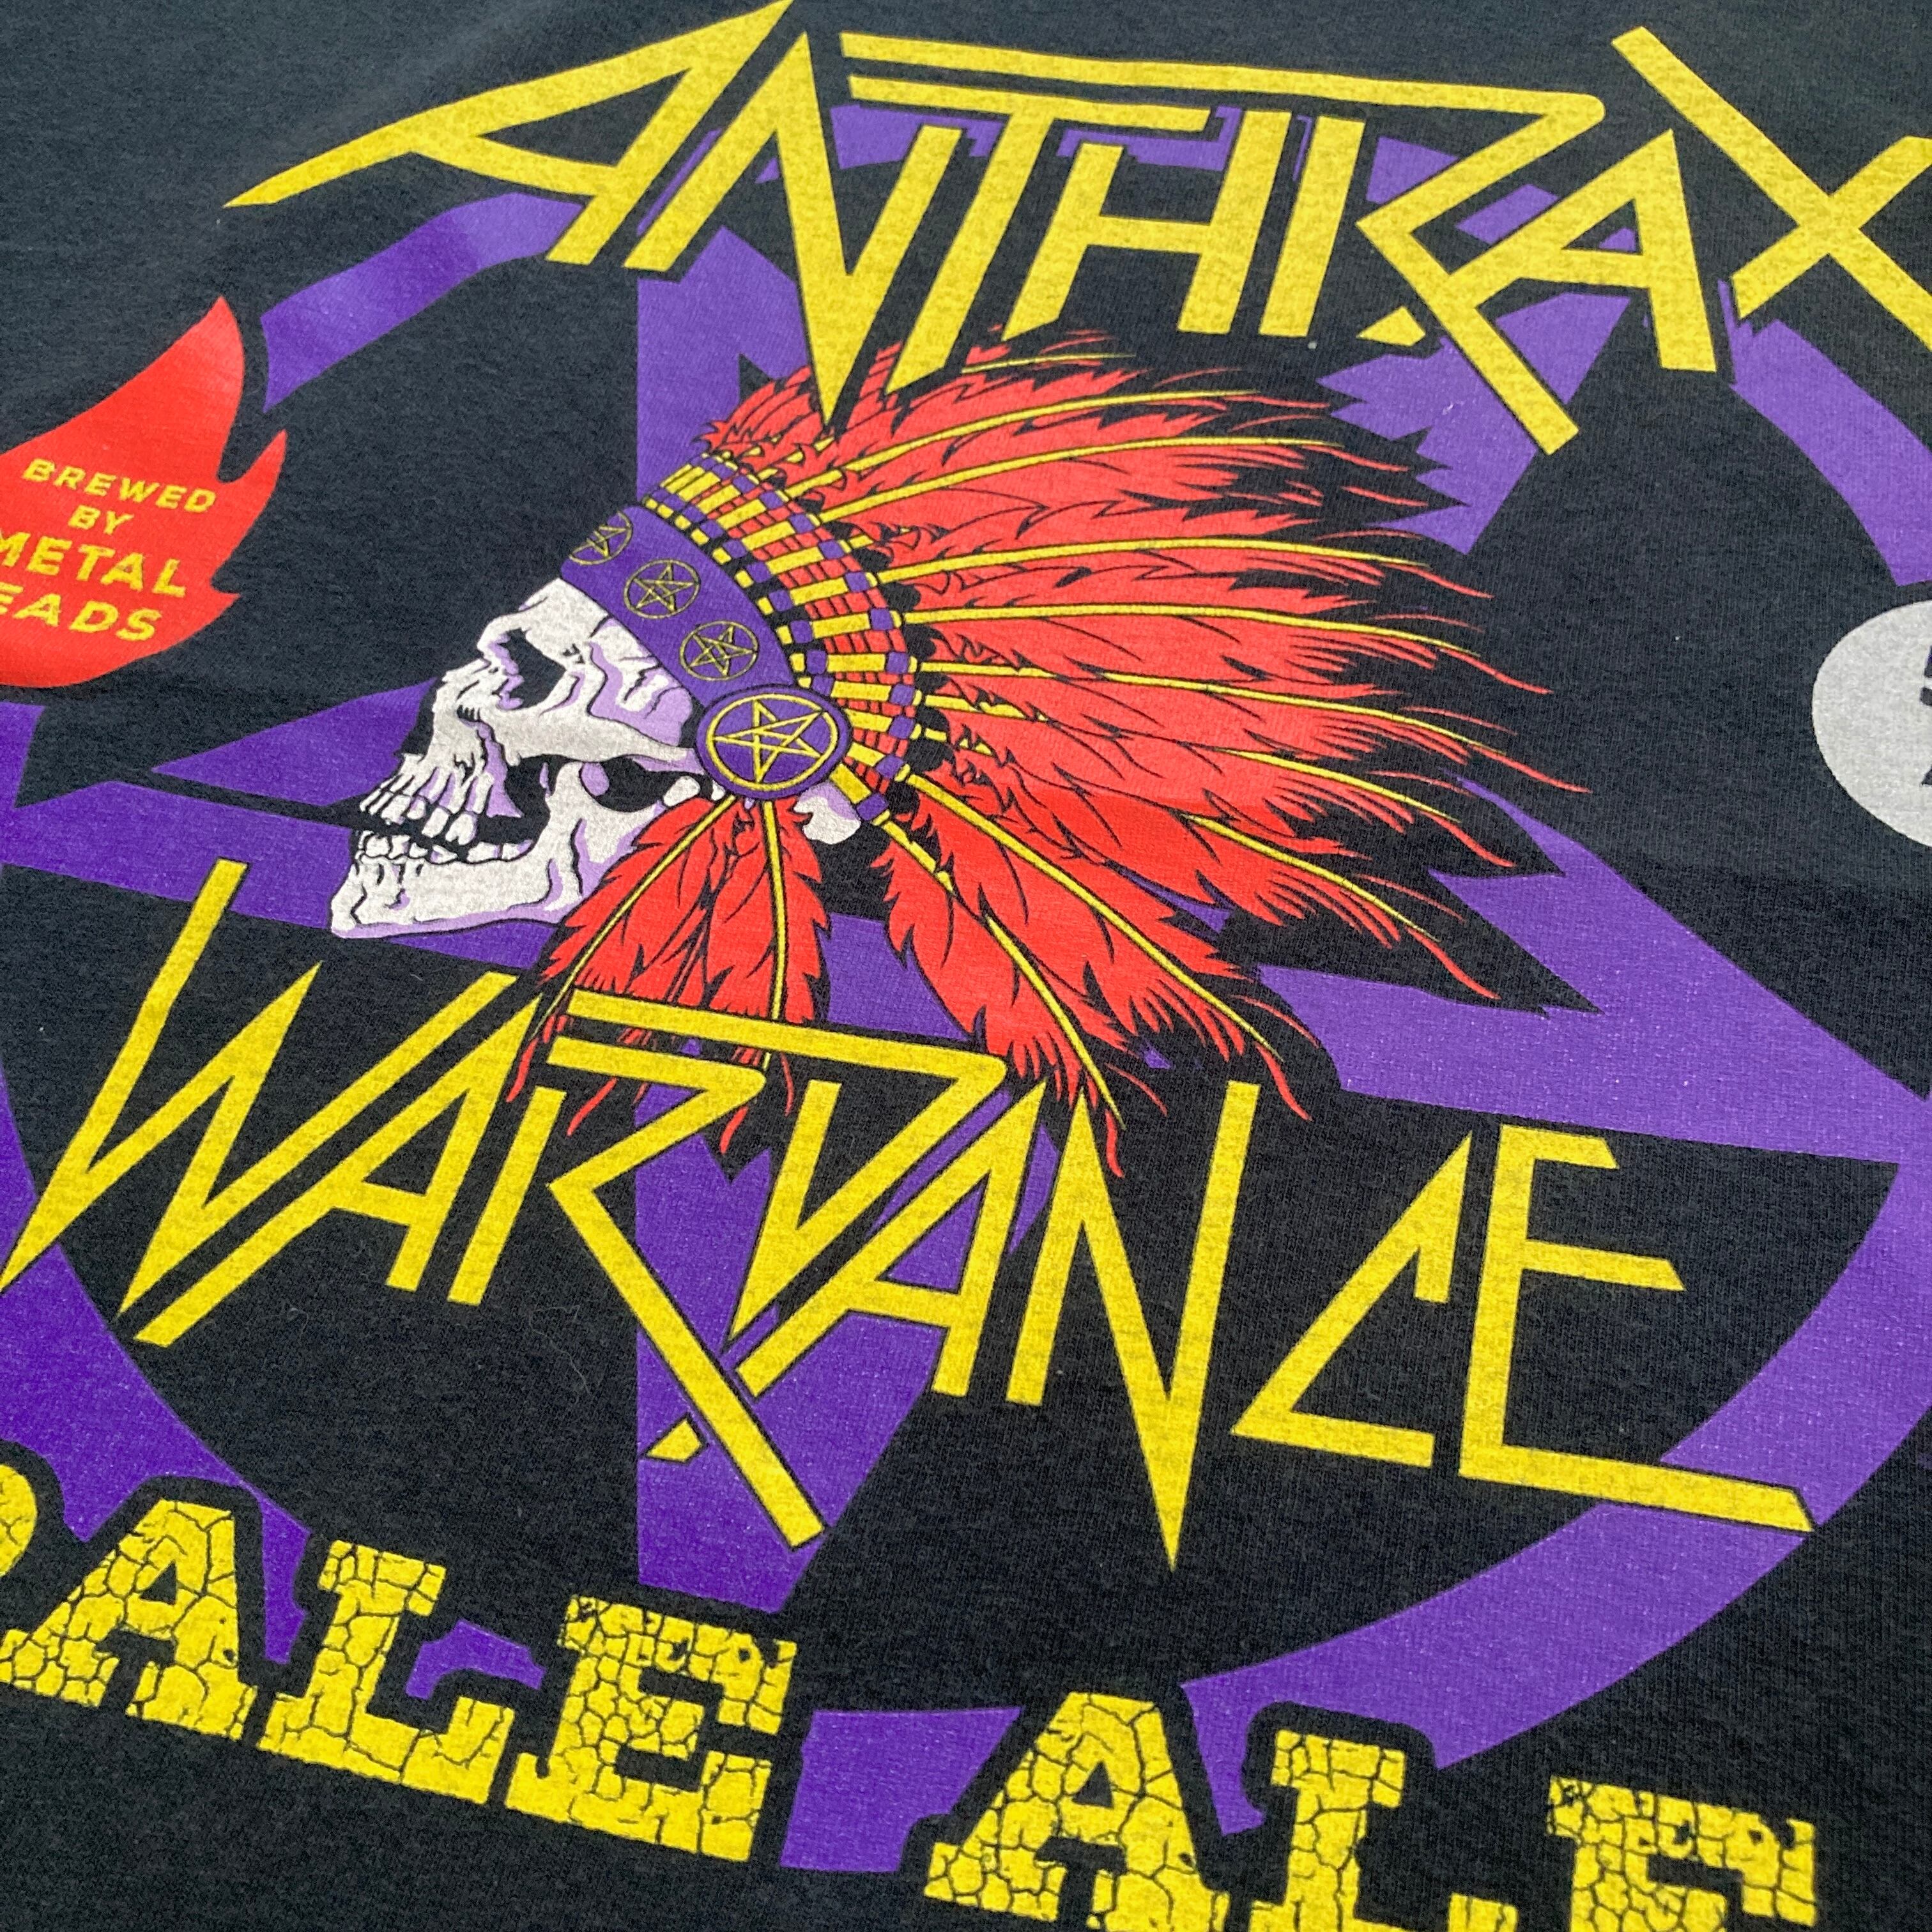 ANTHRAX
BREWED
BY
METAL
EADS
WARDANCE
PALE ALE